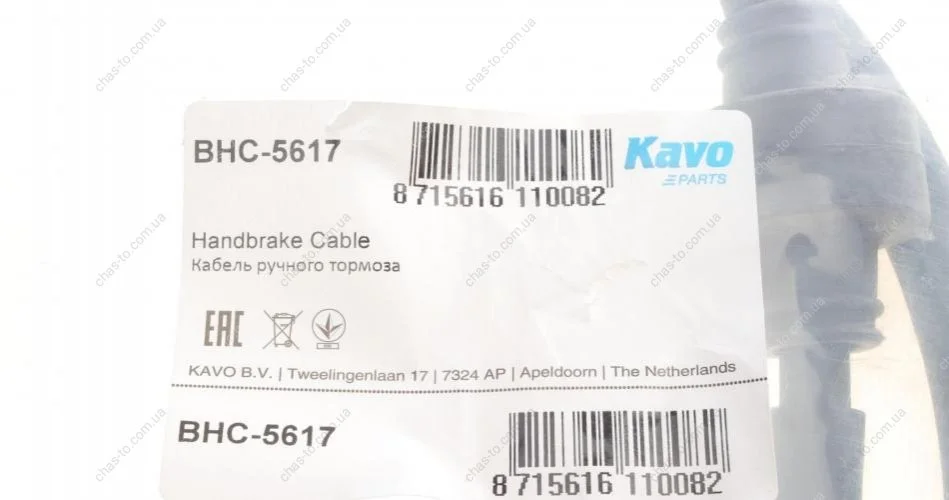 BHC-5617
8 715616 110082
Kavo
PARTS
Handbrake Cable
Кабель ручного тормоза
EAC
KAVO B.V. | Tweelingenlaan 17 | 7324 AP | Apeldoorn | The Netherlands
BHC-5617
8 715616 110082
chas-to.com.ua